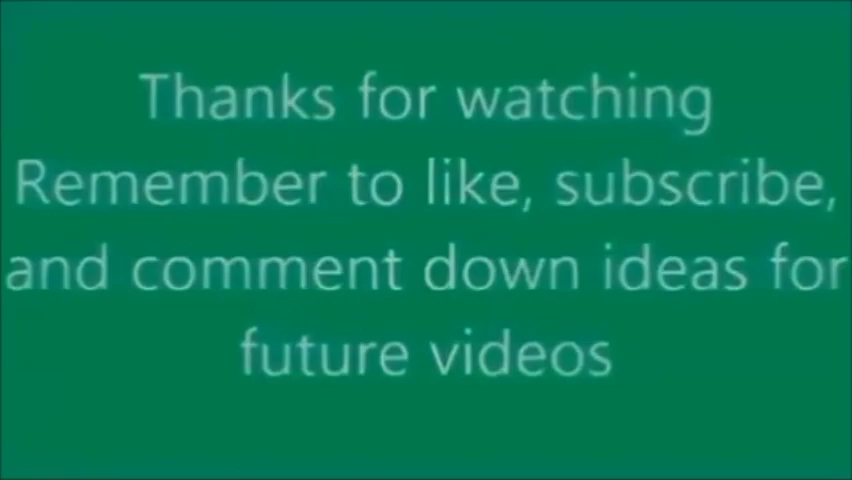 Thanks for watching
Remember to like, subscribe,
and comment down ideas for
future videos